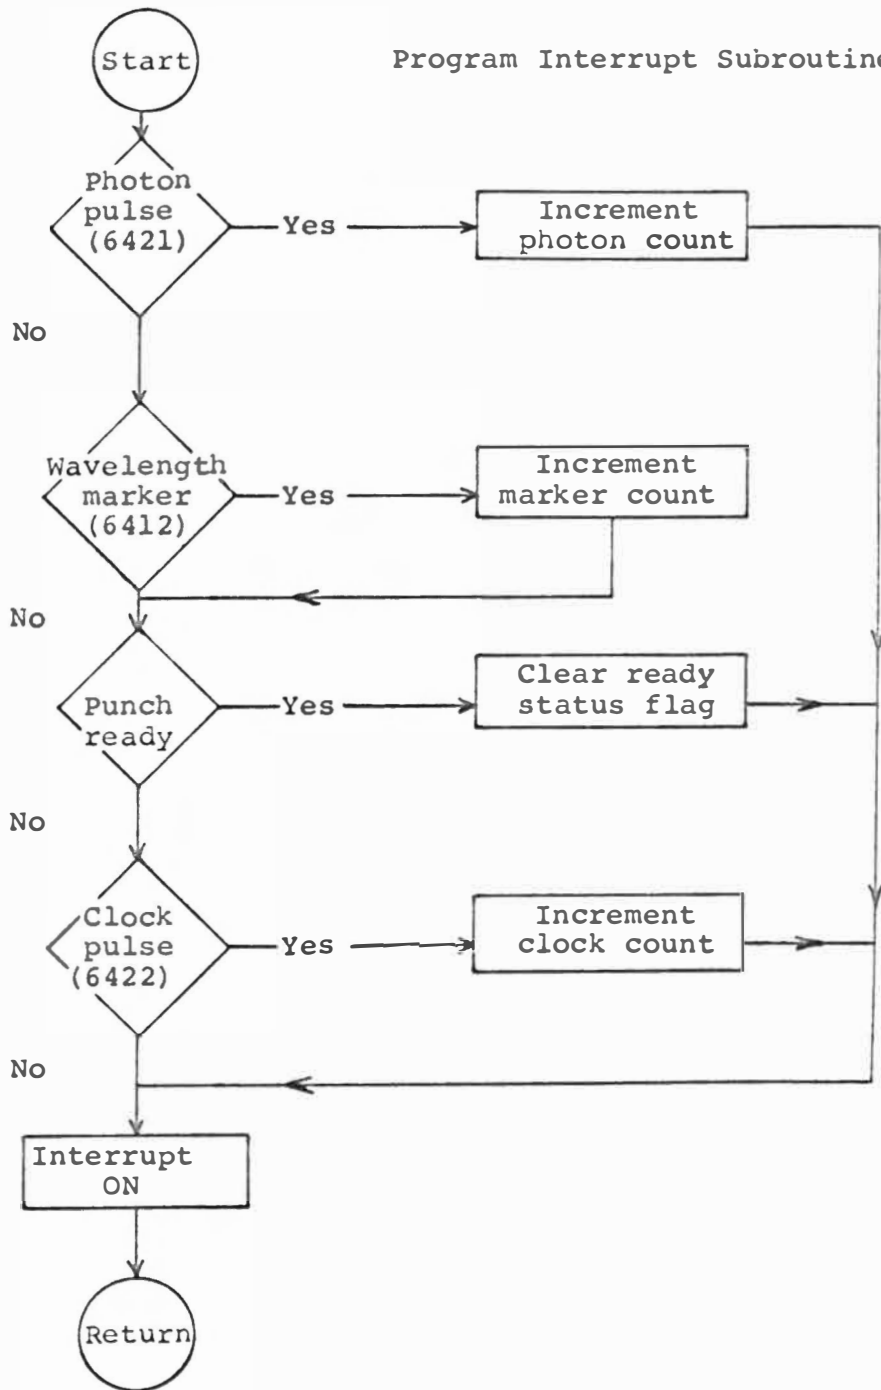 Start
Program Interrupt Subroutine
Photon
pulse
(6421)
Yes
Increment
photon count
No
Wavelength
marker
(6412)
Yes
Increment
marker count
No
Punch
ready
Yes
Clear ready
status flag
No
Clock
pulse
(6422)
Yes
Increment
clock count
No
Interrupt
ON
Return